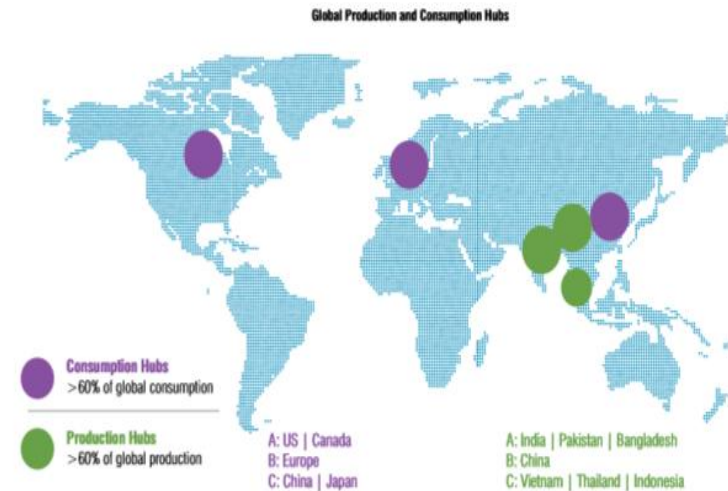 Global Production and Consumption Hubs
Consumption Hubs
>60% of global consumption
Production Hubs
>60% of global production
A: US | Canada
B: Europe
C: China | Japan
A: India | Pakistan | Bangladesh
B: China
C: Vietnam | Thailand | Indonesia